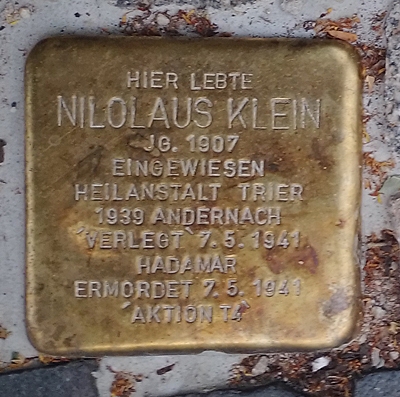 HIER LEBTE
NILOLAUS KLEIN
JG. 1907
EINGEWIESEN
HEILANSTALT TRIER
1939 ANDERNACH
"VERLEGT" 7. 5. 1941
HADAMAR
ERMORDET 7. 5. 1941
"AKTION T4"